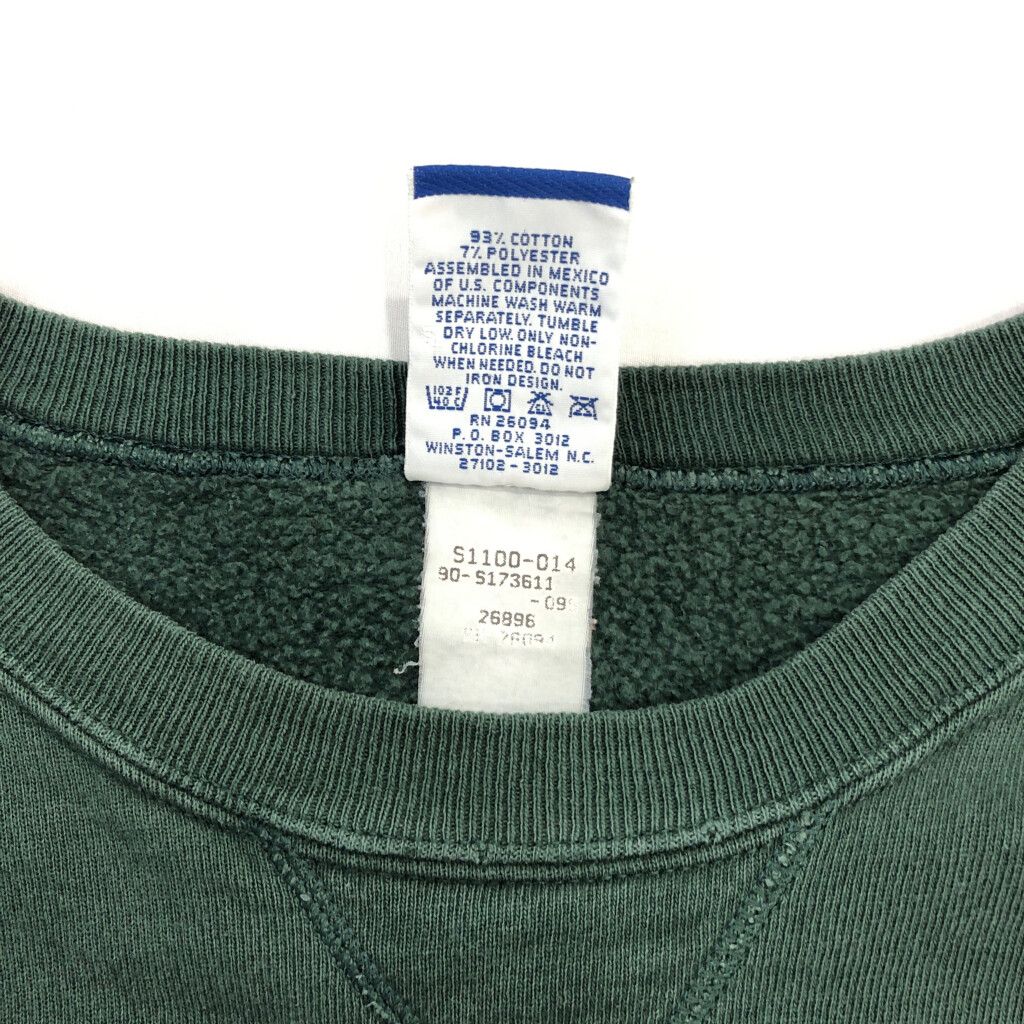 93% COTTON
7% POLYESTER
ASSEMBLED IN MEXICO
OF U.S. COMPONENTS
MACHINE WASH WARM
SEPARATELY. TUMBLE
DRY LOW. ONLY NON-
CHLORINE BLEACH
WHEN NEEDED. DO NOT
IRON DESIGN.
102 F
40 C
RN 26094
P.O. BOX 3012
WINSTON-SALEM N.C.
27102-3012
S1100-014
90-S173611
26896